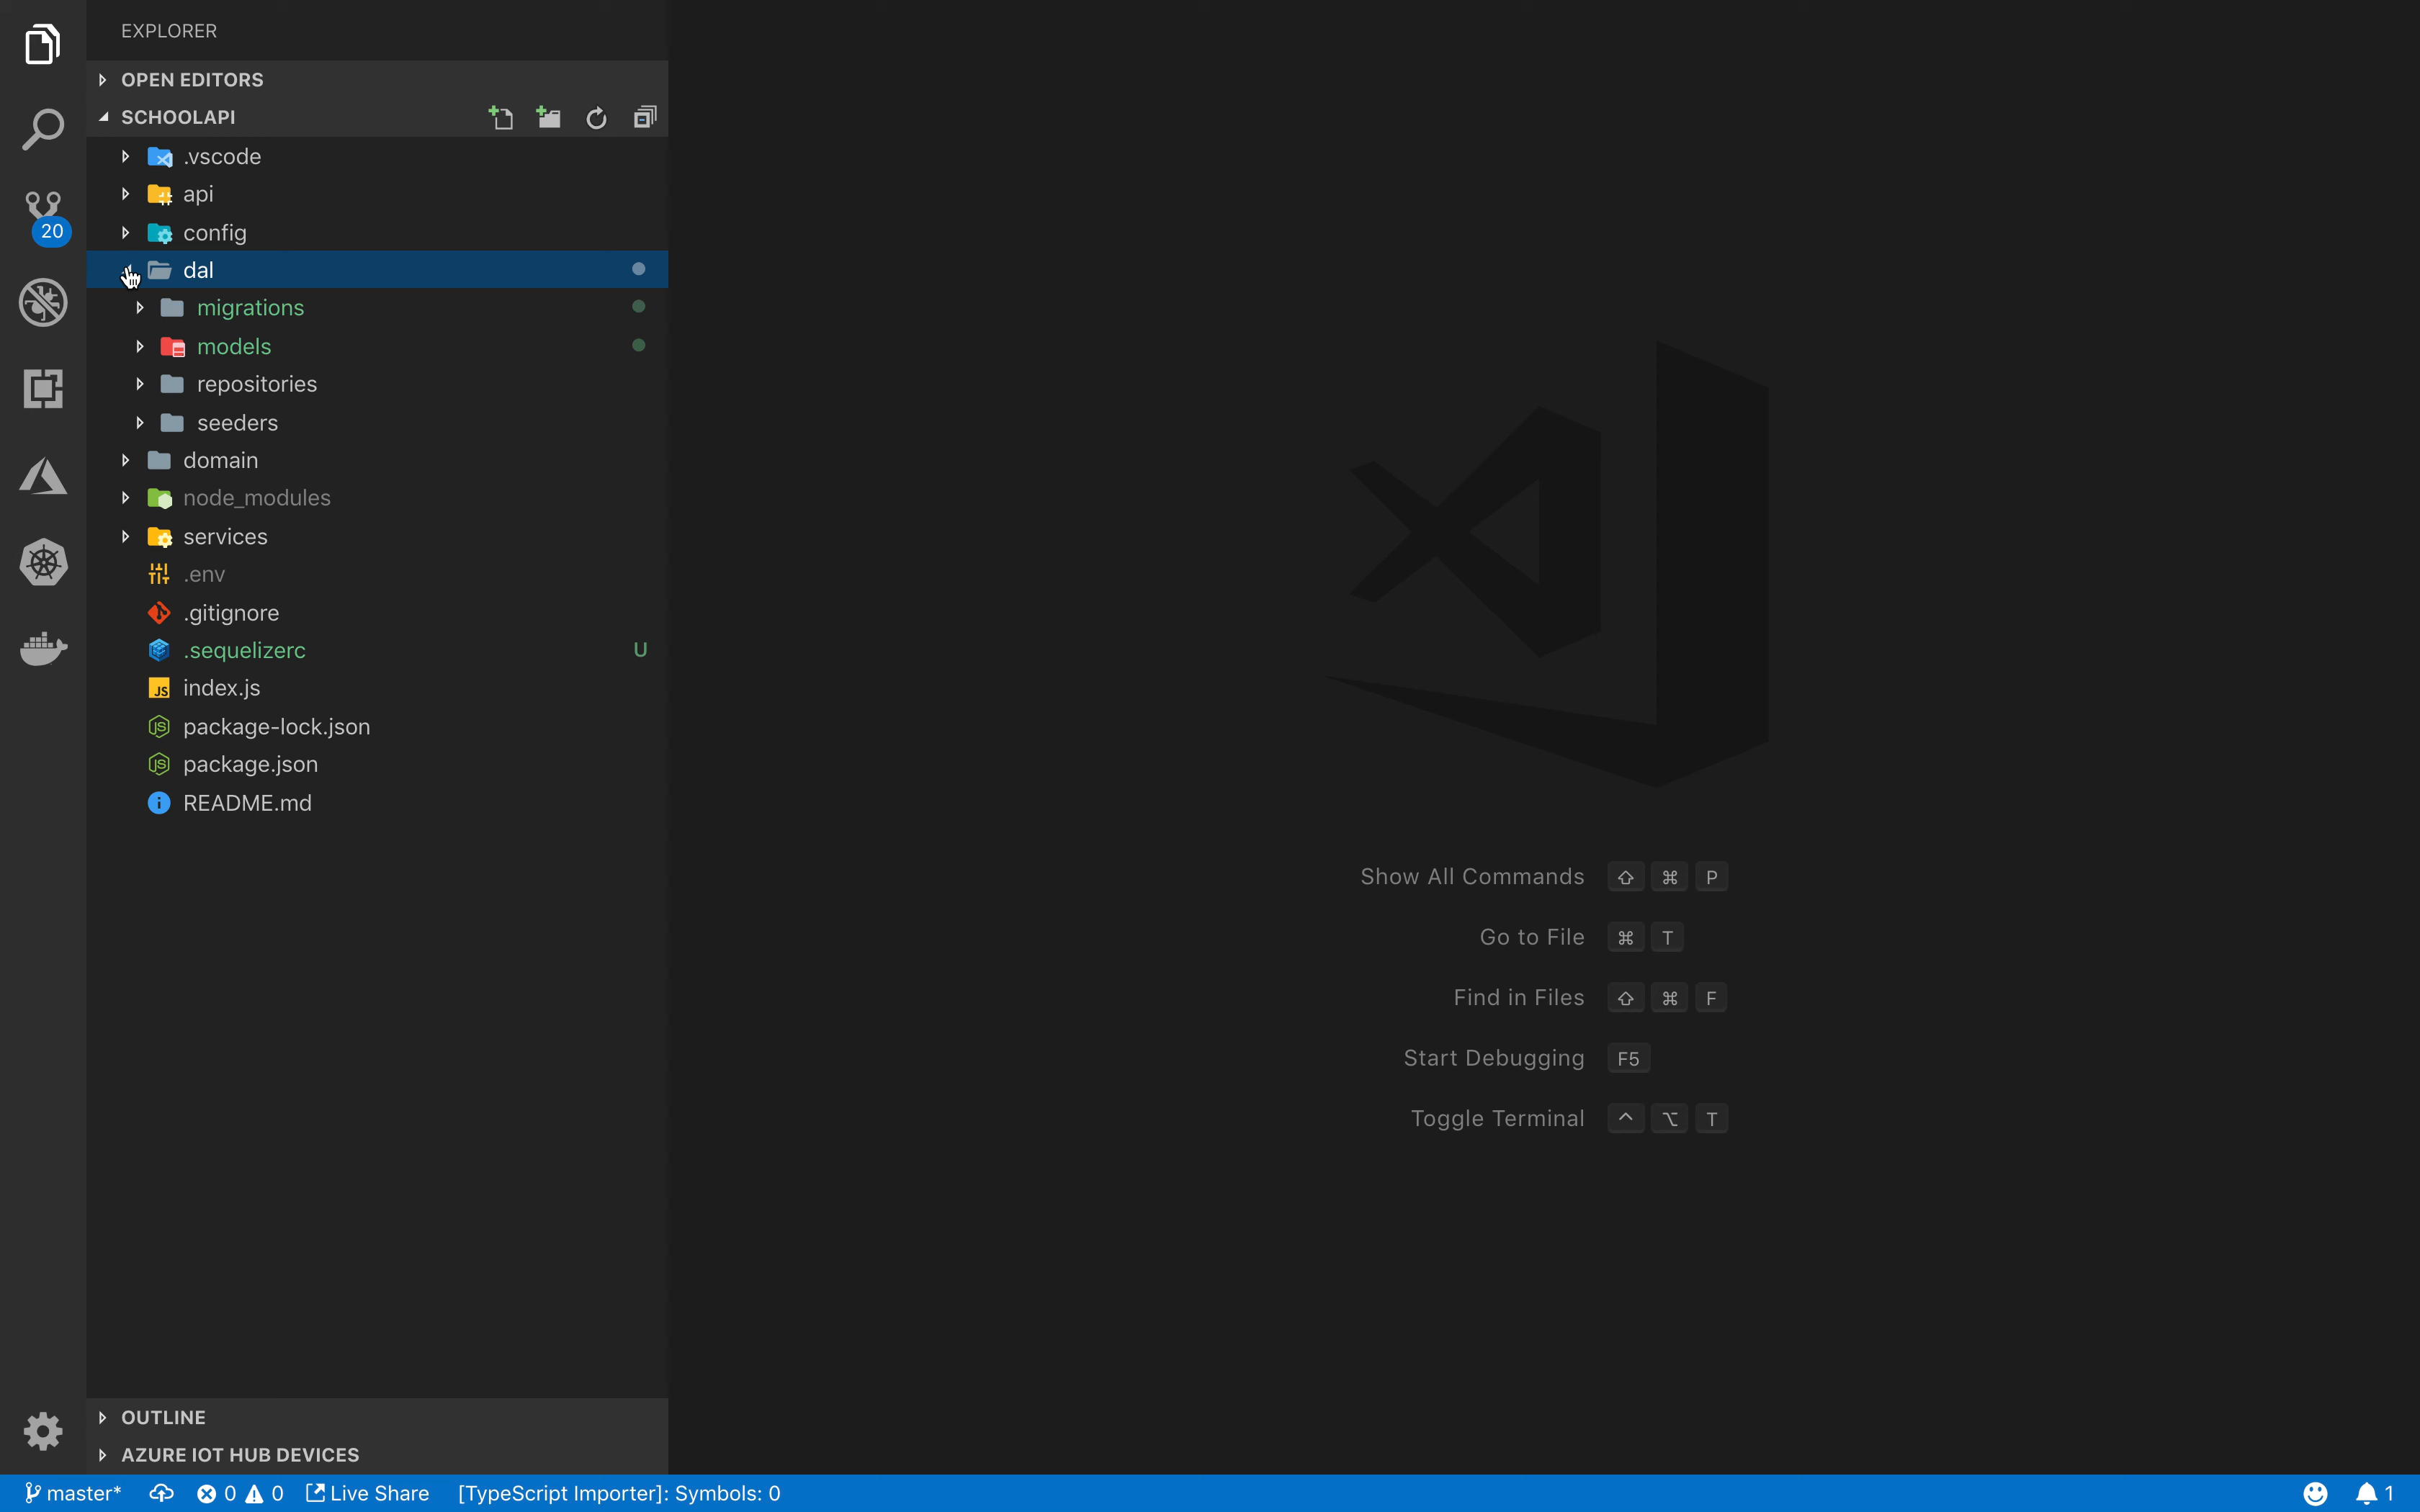 EXPLORER
OPEN EDITORS
SCHOOLAPI
.vscode
api
config
20
dal
migrations
models
repositories
seeders
domain
node_modules
services
.env
.gitignore
.sequelizerc U
JS index.js
JS package-lock.json
JS package.json
i README.md
Show All Commands ⇧ ⌘ P
Go to File ⌘ T
Find in Files ⇧ ⌘ F
Start Debugging F5
Toggle Terminal ^ ⌥ T
OUTLINE
AZURE IOT HUB DEVICES
master* 0 0 Live Share [TypeScript Importer]: Symbols: 0 1